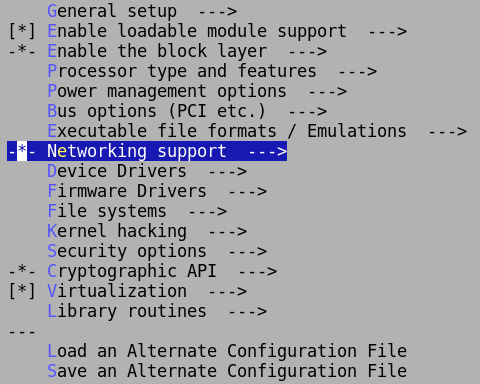 General setup  --->
[*] Enable loadable module support  --->
-*- Enable the block layer  --->
Processor type and features  --->
Power management options  --->
Bus options (PCI etc.)  --->
Executable file formats / Emulations  --->
-*- Networking support  --->
Device Drivers  --->
Firmware Drivers  --->
File systems  --->
Kernel hacking  --->
Security options  --->
-*- Cryptographic API  --->
[*] Virtualization  --->
Library routines  --->
---
Load an Alternate Configuration File
Save an Alternate Configuration File